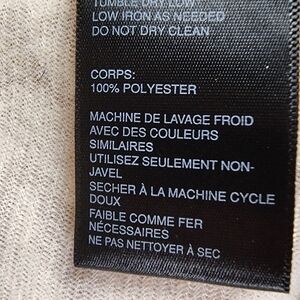 TUMBLE DRY LOW
LOW IRON AS NEEDED
DO NOT DRY CLEAN
CORPS:
100% POLYESTER
MACHINE DE LAVAGE FROID
AVEC DES COULEURS
SIMILAIRES
UTILISEZ SEULEMENT NON-
JAVEL
SECHER À LA MACHINE CYCLE
DOUX
FAIBLE COMME FER
NÉCESSAIRES
NE PAS NETTOYER À SEC